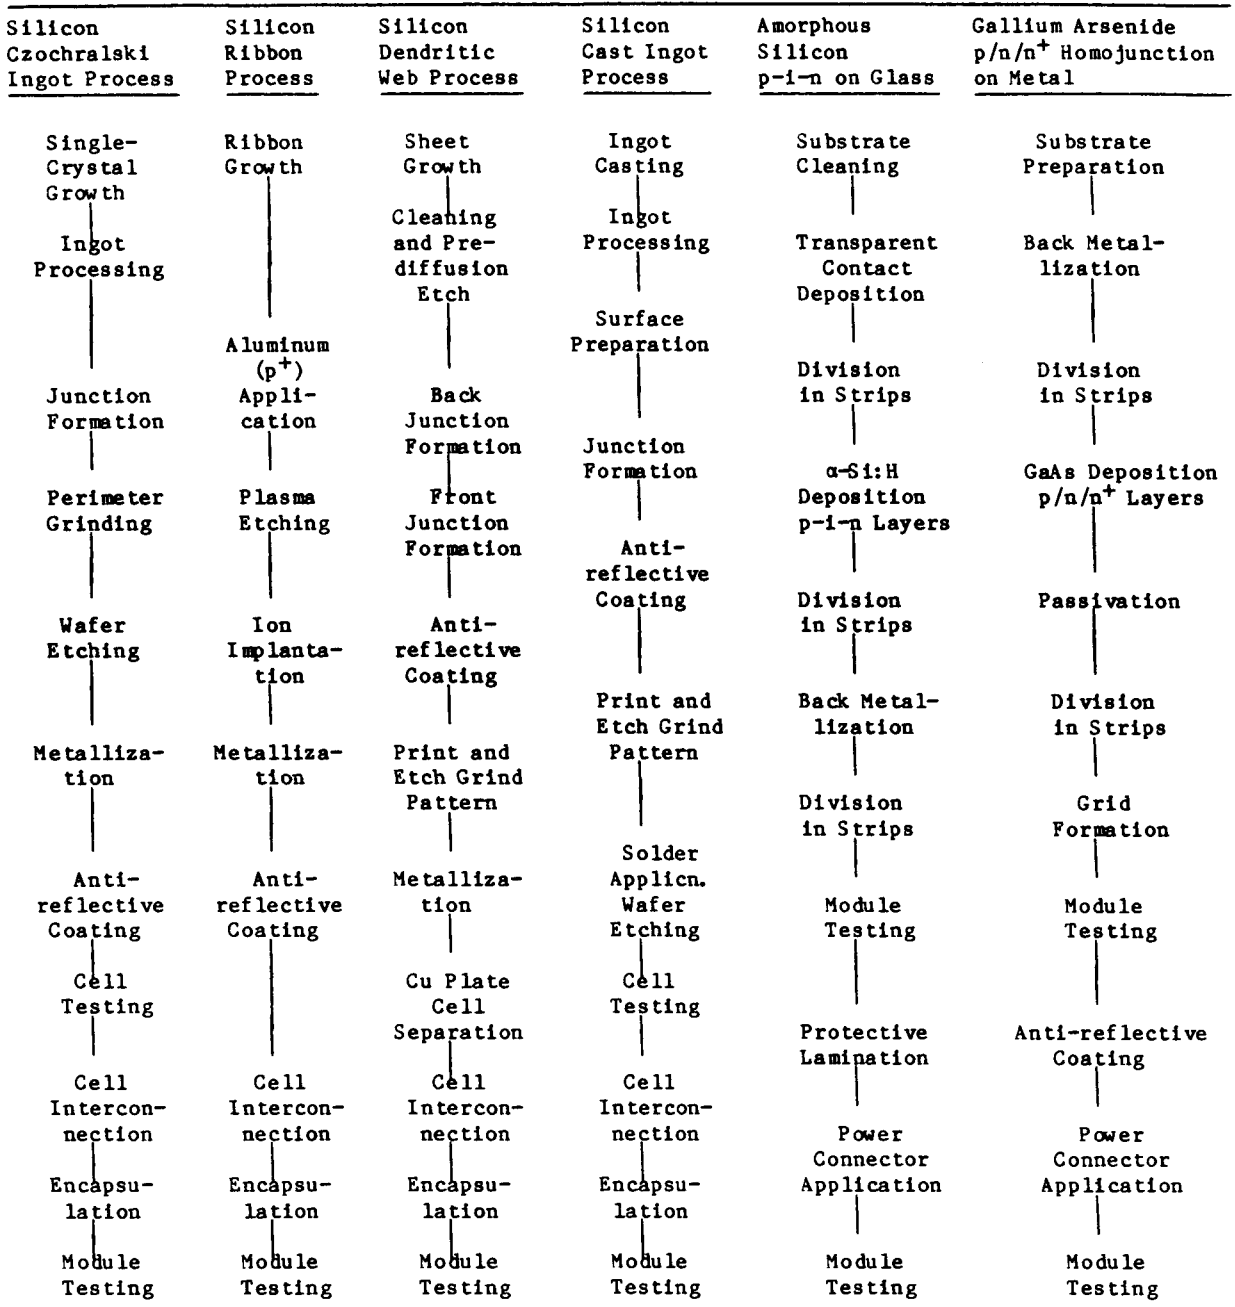 Silicon
Czochralski
Ingot Process
Silicon
Ribbon
Process
Silicon
Dendritic
Web Process
Silicon
Cast Ingot
Process
Amorphous
Silicon
p-i-n on Glass
Gallium Arsenide
p/n/n+ Homojunction
on Metal
Single-
Crystal
Growth
Ingot
Processing
Junction
Formation
Perimeter
Grinding
Wafer
Etching
Metalliza-
tion
Anti-
reflective
Coating
Cell
Testing
Cell
Intercon-
nection
Encapsu-
lation
Module
Testing
Ribbon
Growth
Aluminum
(p+)
Appli-
cation
Plasma
Etching
Ion
Implanta-
tion
Metalliza-
tion
Anti-
reflective
Coating
Cell
Intercon-
nection
Encapsu-
lation
Module
Testing
Sheet
Growth
Cleaning
and Pre-
diffusion
Etch
Back
Junction
Formation
Front
Junction
Formation
Anti-
reflective
Coating
Print and
Etch Grind
Pattern
Metalliza-
tion
Cu Plate
Cell
Separation
Cell
Intercon-
nection
Encapsu-
lation
Module
Testing
Ingot
Casting
Ingot
Processing
Surface
Preparation
Junction
Formation
Anti-
reflective
Coating
Print and
Etch Grind
Pattern
Solder
Applicn.
Wafer
Etching
Cell
Testing
Cell
Intercon-
nection
Encapsu-
lation
Module
Testing
Substrate
Cleaning
Transparent
Contact
Deposition
Division
in Strips
α-Si:H
Deposition
p-i-n Layers
Division
in Strips
Back Metal-
lization
Division
in Strips
Module
Testing
Protective
Lamination
Power
Connector
Application
Module
Testing
Substrate
Preparation
Back Metal-
lization
Division
in Strips
GaAs Deposition
p/n/n+ Layers
Passivation
Division
in Strips
Grid
Formation
Module
Testing
Anti-reflective
Coating
Power
Connector
Application
Module
Testing